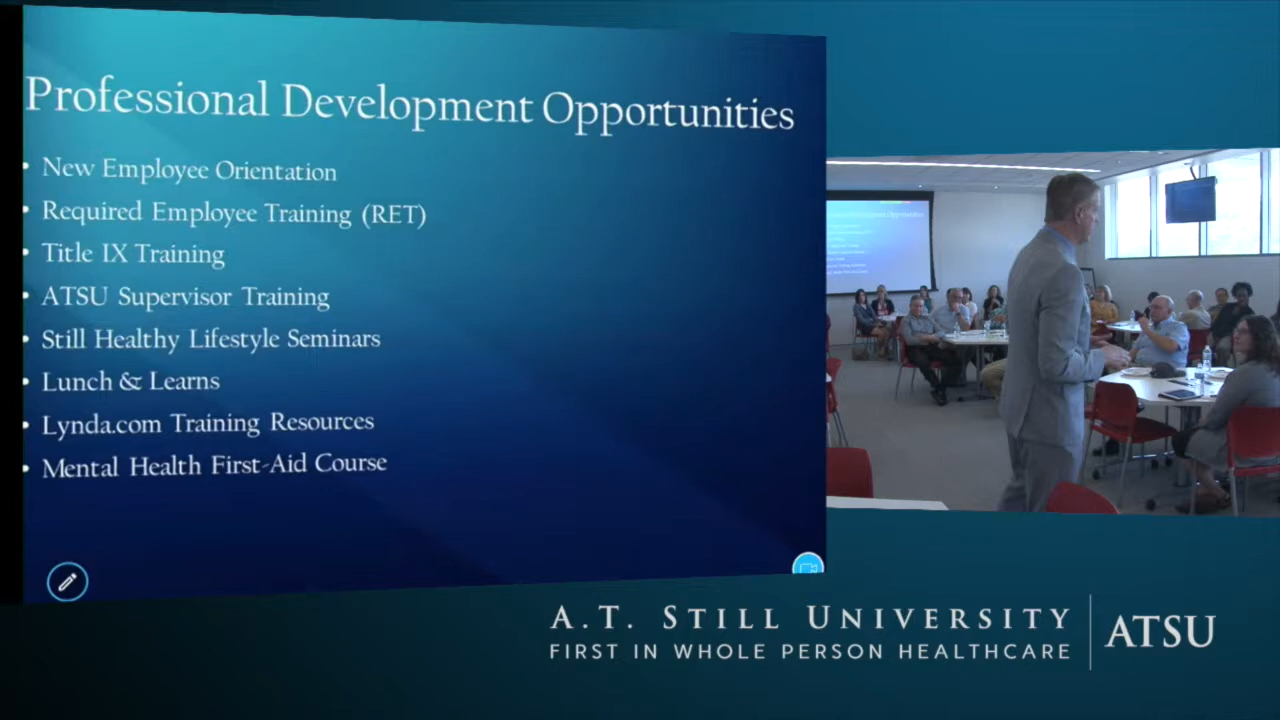 Professional Development Opportunities
• New Employee Orientation
• Required Employee Training (RET)
• Title IX Training
• ATSU Supervisor Training
• Still Healthy Lifestyle Seminars
• Lunch & Learns
• Lynda.com Training Resources
• Mental Health First-Aid Course
A.T. STILL UNIVERSITY
FIRST IN WHOLE PERSON HEALTHCARE
ATSU